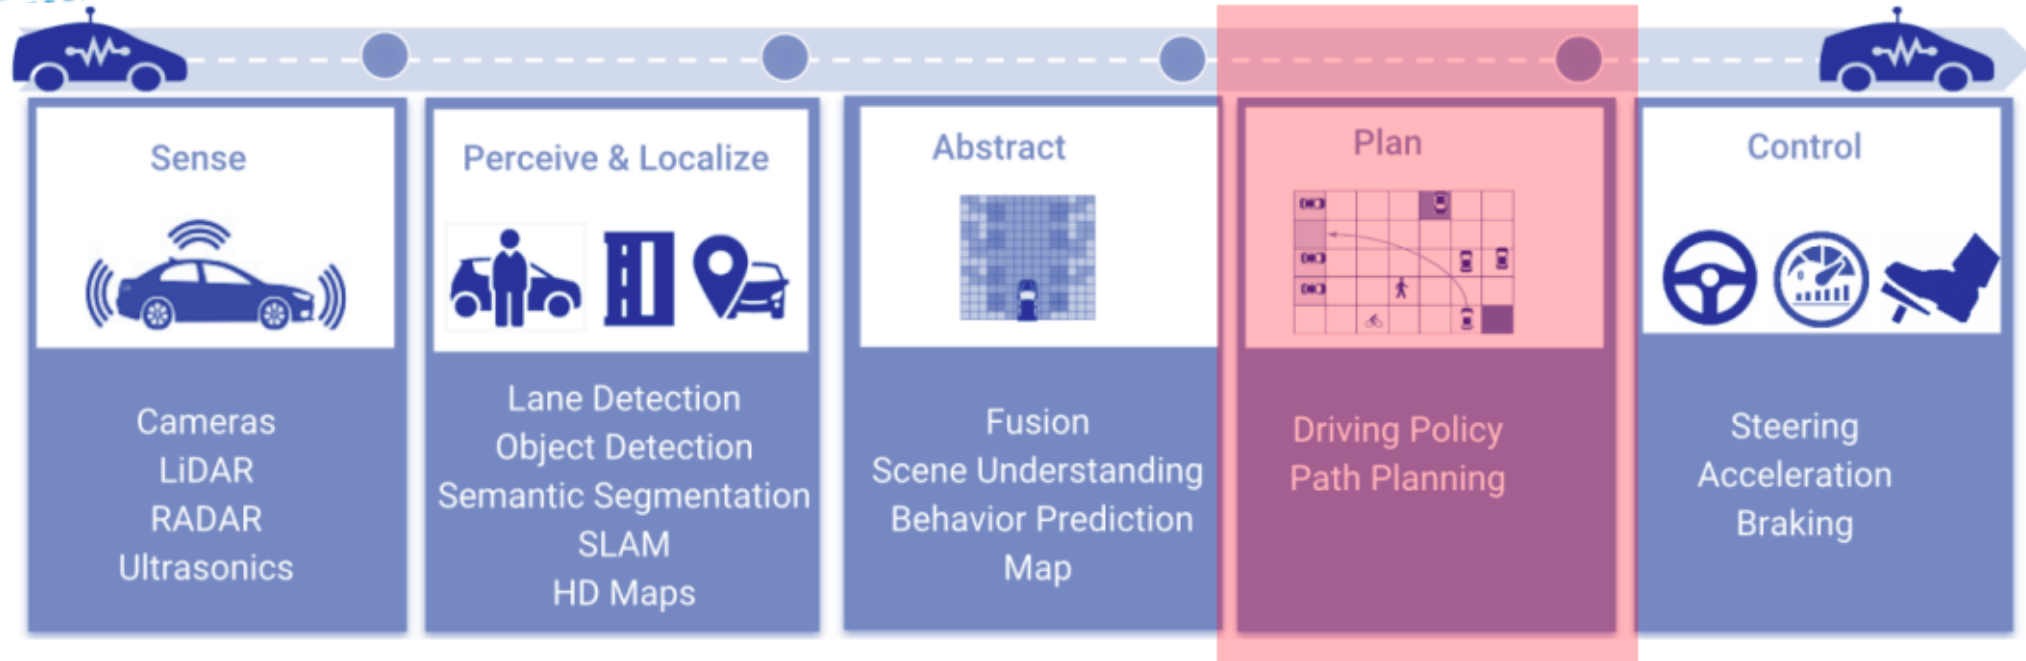 Sense
Cameras
LiDAR
RADAR
Ultrasonics
Perceive & Localize
Lane Detection
Object Detection
Semantic Segmentation
SLAM
HD Maps
Abstract
Fusion
Scene Understanding
Behavior Prediction
Map
Plan
Driving Policy
Path Planning
Control
0
Steering
Acceleration
Braking